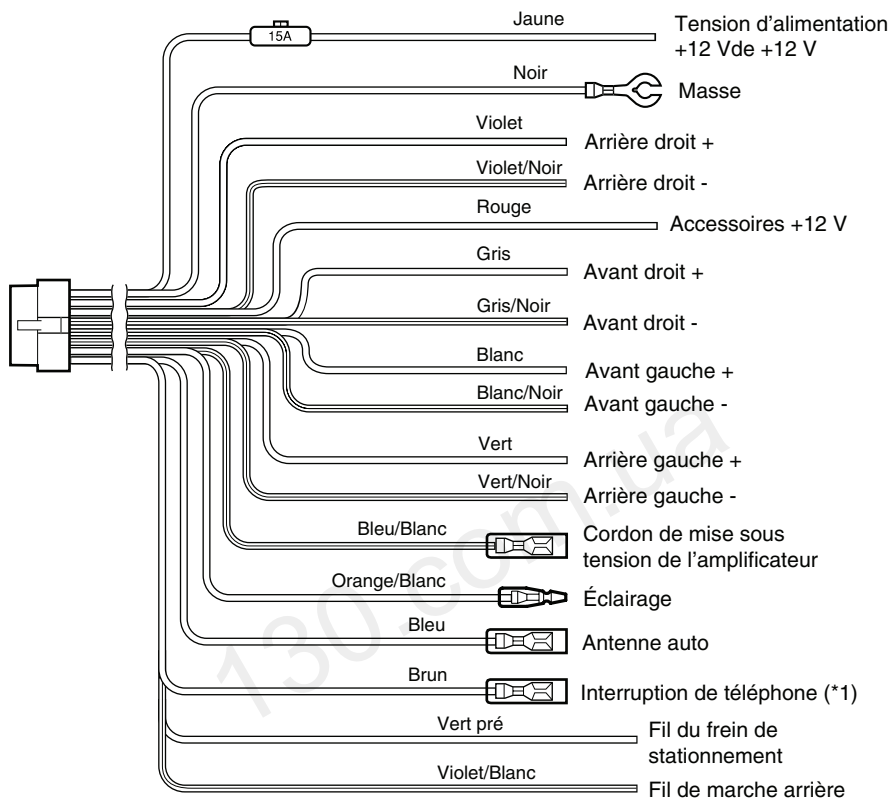 Jaune
15A
Tension d’alimentation
+12 Vde +12 V
Noir
Masse
Violet
Arrière droit +
Violet/Noir
Arrière droit -
Rouge
Accessoires +12 V
Gris
Avant droit +
Gris/Noir
Avant droit -
Blanc
Avant gauche +
Blanc/Noir
Avant gauche -
Vert
Arrière gauche +
Vert/Noir
Arrière gauche -
Bleu/Blanc
Cordon de mise sous
tension de l’amplificateur
Orange/Blanc
Éclairage
Bleu
Antenne auto
Brun
Interruption de téléphone (*1)
Vert pré
Fil du frein de
stationnement
Violet/Blanc
Fil de marche arrière
130.com.ua